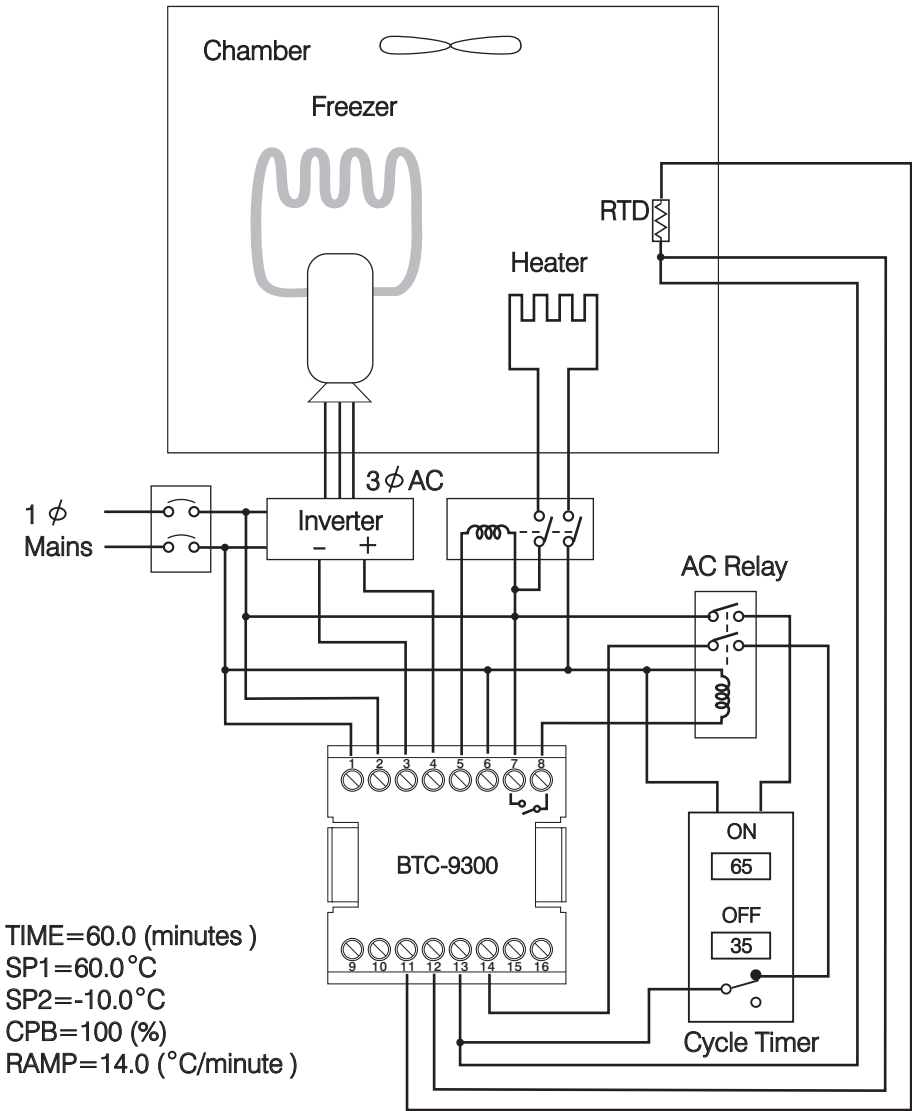 Chamber
Freezer
RTD
Heater
3 ϕ AC
1 ϕ
Mains
Inverter
− +
AC Relay
1 2 3 4 5 6 7 8
ON
65
BTC-9300
OFF
35
9 10 11 12 13 14 15 16
Cycle Timer
TIME=60.0 (minutes )
SP1=60.0°C
SP2=-10.0°C
CPB=100 (%)
RAMP=14.0 (°C/minute )